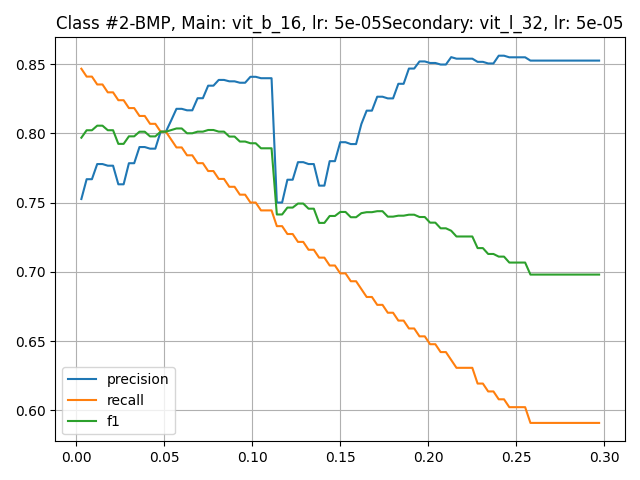 Class #2-BMP, Main: vit_b_16, lr: 5e-05Secondary: vit_l_32, lr: 5e-05
0.85
0.80
0.75
0.70
0.65
0.60
precision
recall
f1
0.00 0.05 0.10 0.15 0.20 0.25 0.30